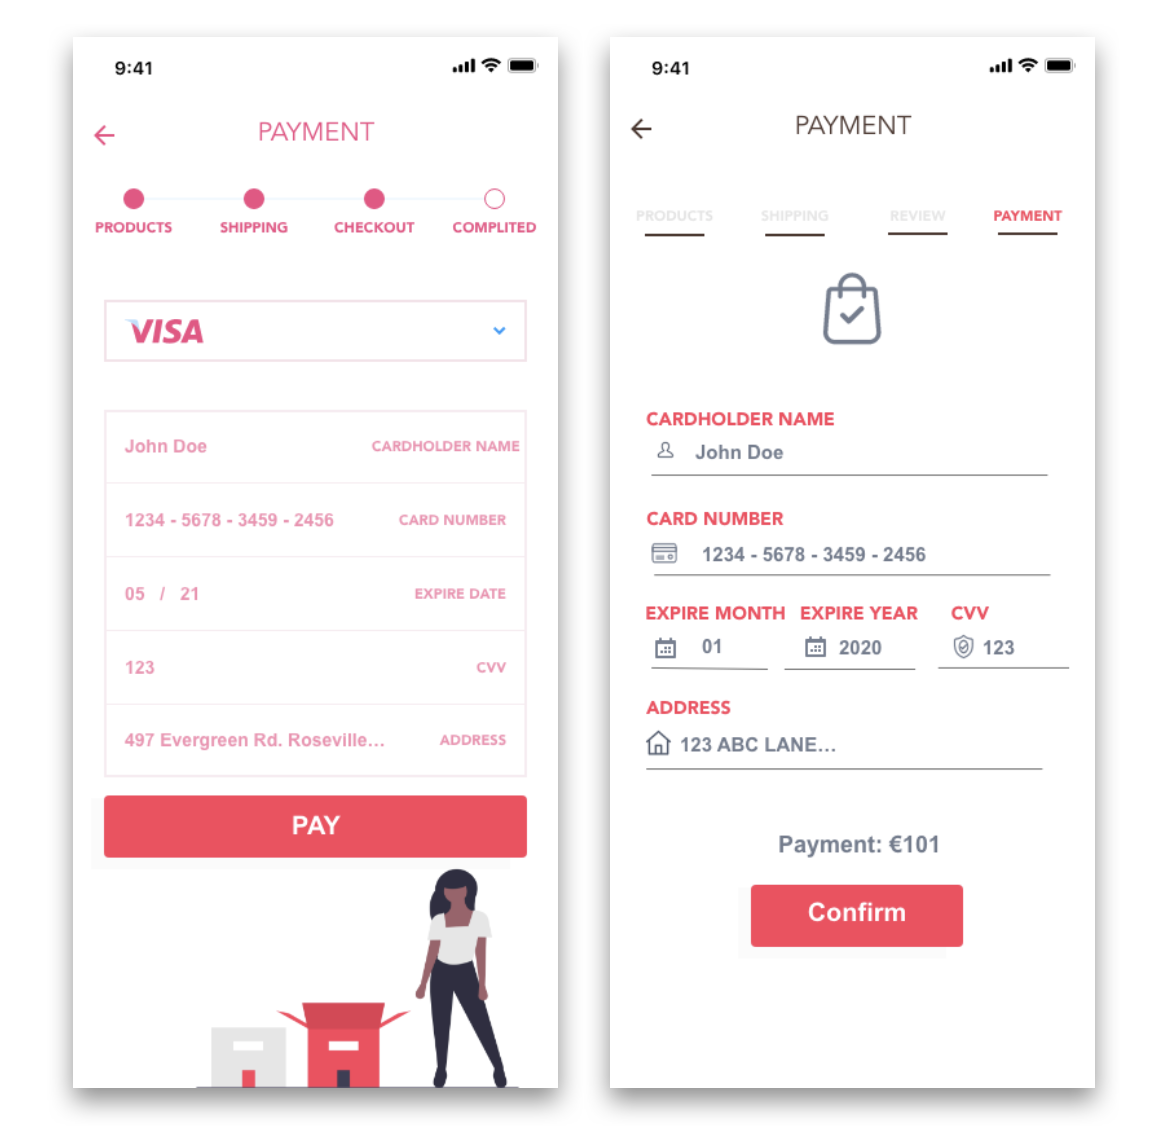 9:41
PAYMENT
PRODUCTS SHIPPING CHECKOUT COMPLITED
VISA
John Doe CARDHOLDER NAME
1234 - 5678 - 3459 - 2456 CARD NUMBER
05 / 21 EXPIRE DATE
123 CVV
497 Evergreen Rd. Roseville... ADDRESS
PAY
9:41
PAYMENT
PRODUCTS SHIPPING REVIEW PAYMENT
CARDHOLDER NAME
John Doe
CARD NUMBER
1234 - 5678 - 3459 - 2456
EXPIRE MONTH EXPIRE YEAR CVV
01 2020 123
ADDRESS
123 ABC LANE...
Payment: €101
Confirm